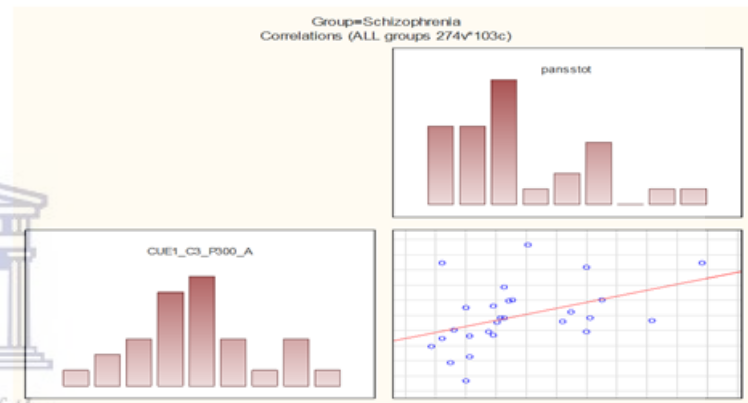 Group=Schizophrenia
Correlations (ALL groups 274v*103c)
pansstot
CUE1_C3_P300_A